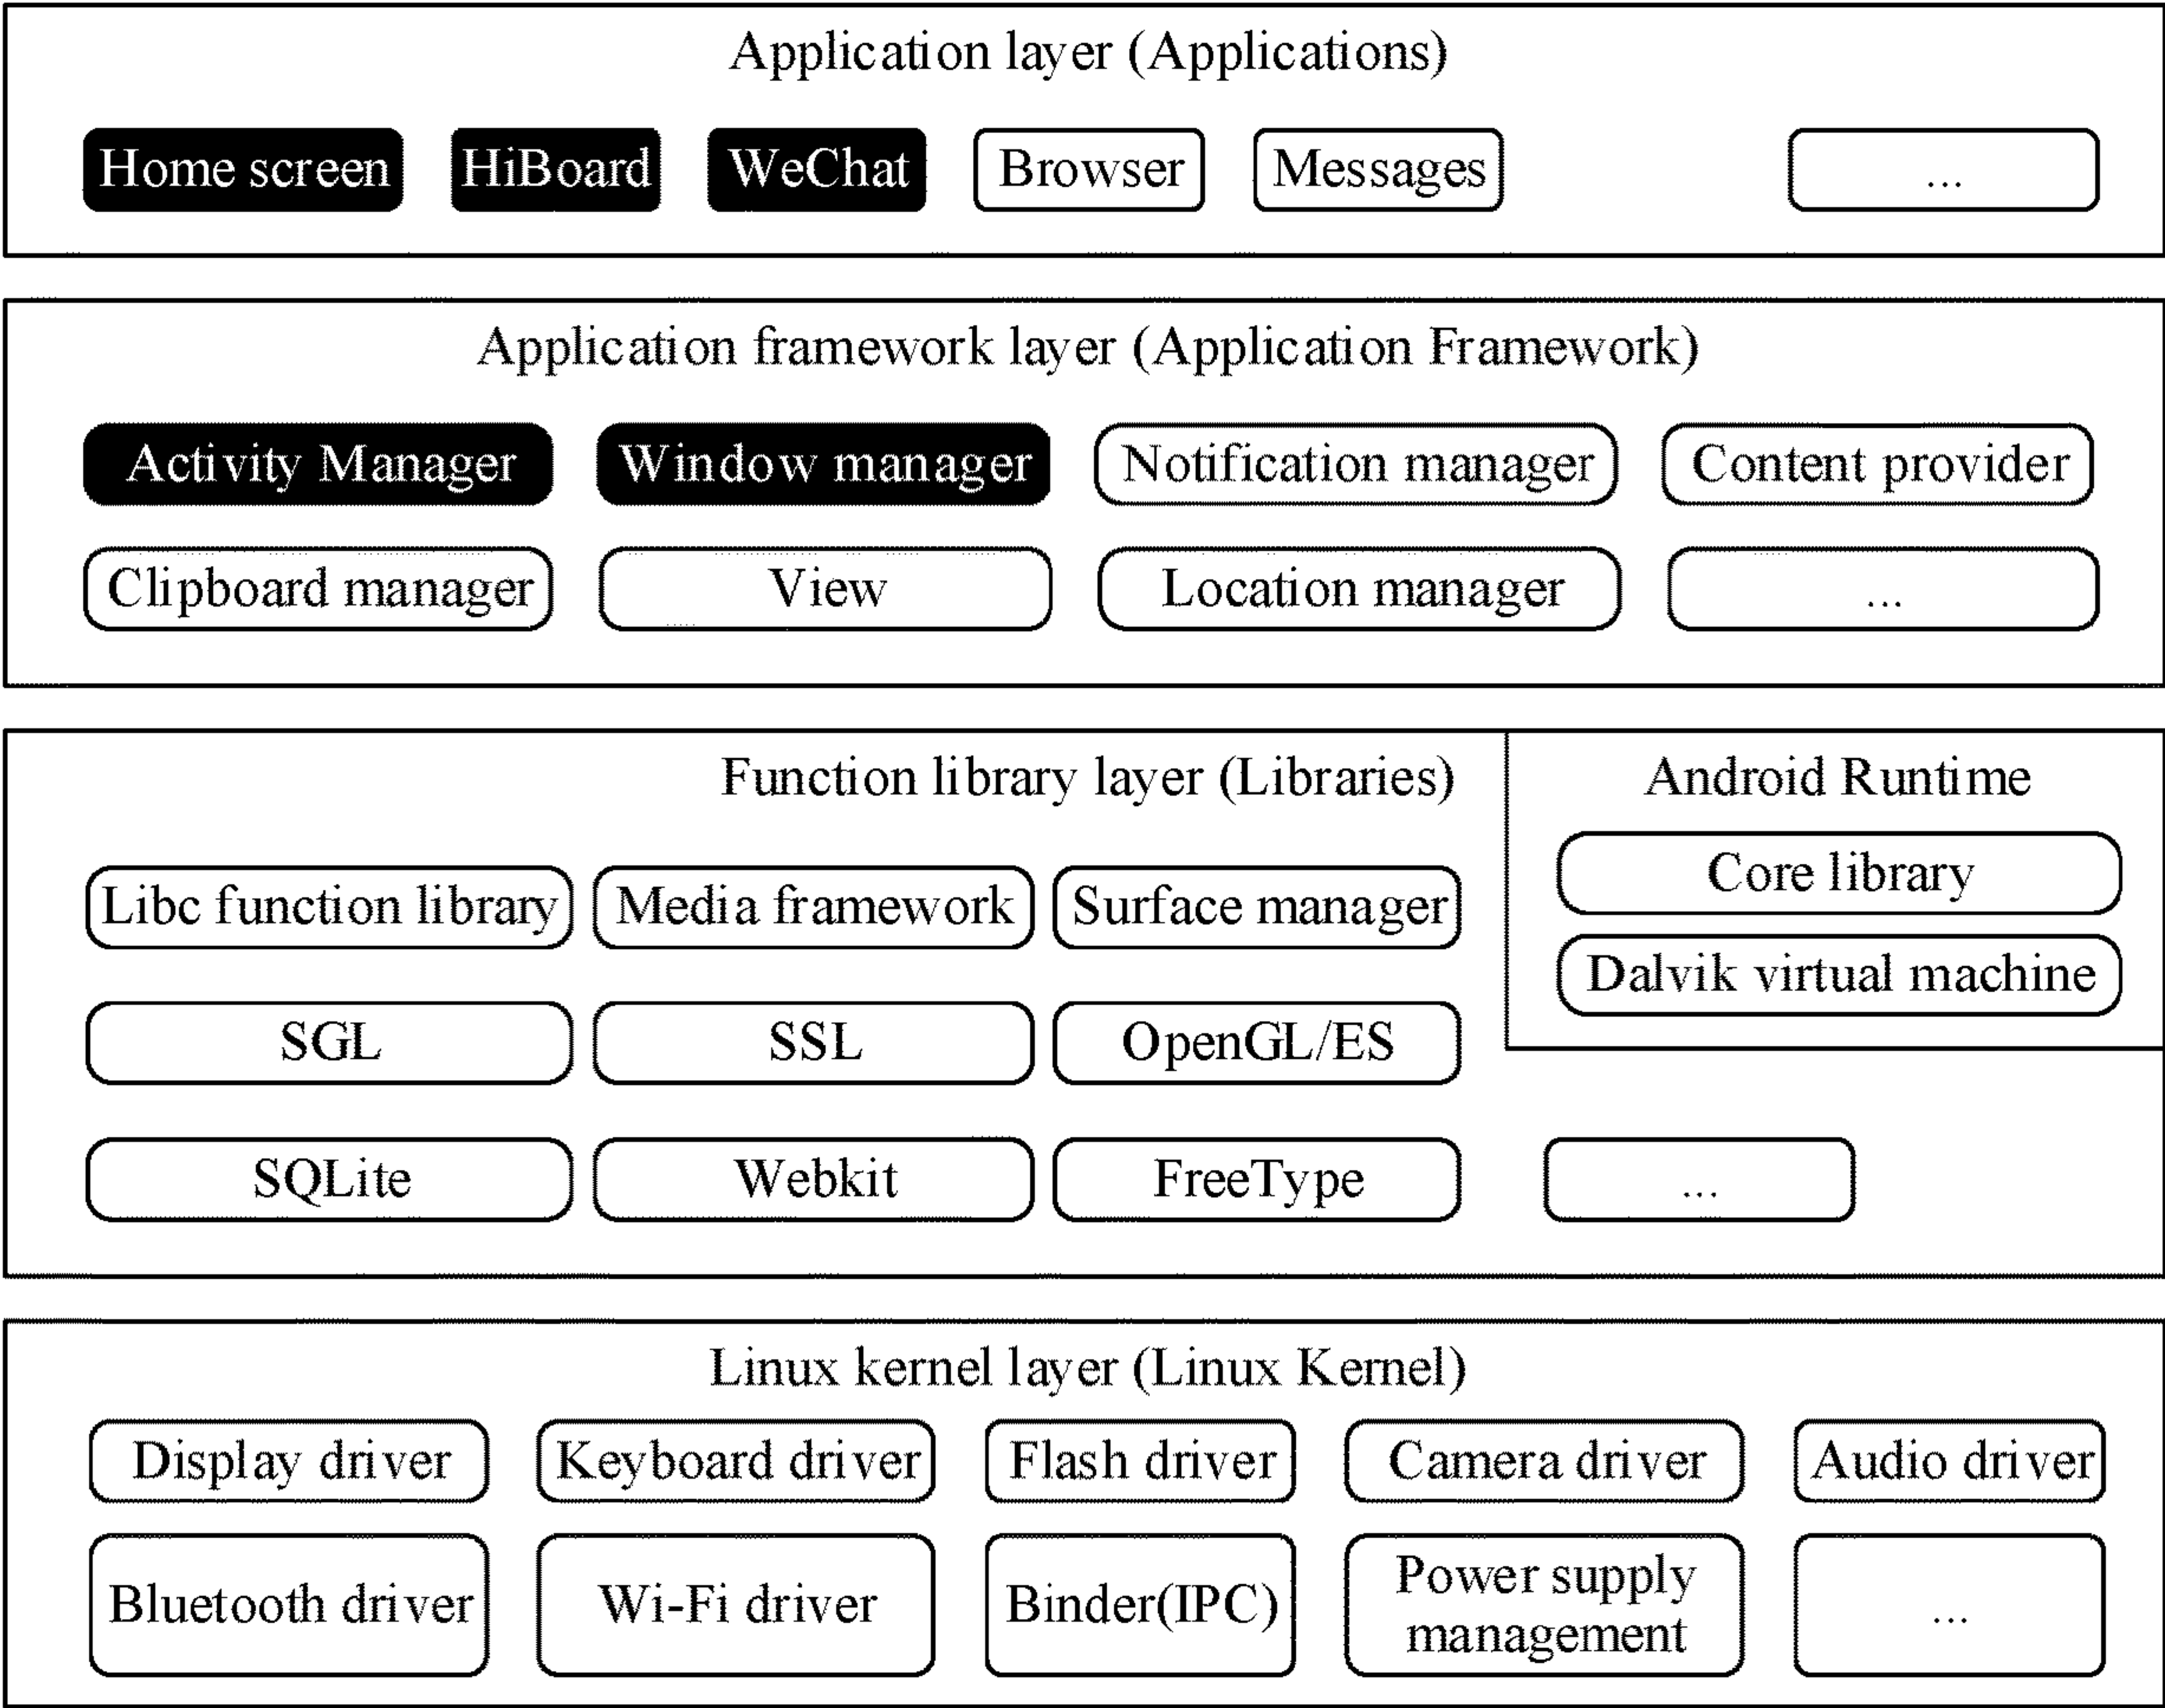 Application layer (Applications)
Home screen
HiBoard
WeChat
Browser
Messages
...
Application framework layer (Application Framework)
Activity Manager
Window manager
Notification manager
Content provider
Clipboard manager
View
Location manager
...
Function library layer (Libraries)
Libc function library
Media framework
Surface manager
SGL
SSL
OpenGL/ES
SQLite
Webkit
FreeType
...
Android Runtime
Core library
Dalvik virtual machine
Linux kernel layer (Linux Kernel)
Display driver
Keyboard driver
Flash driver
Camera driver
Audio driver
Bluetooth driver
Wi-Fi driver
Binder(IPC)
Power supply
management
...